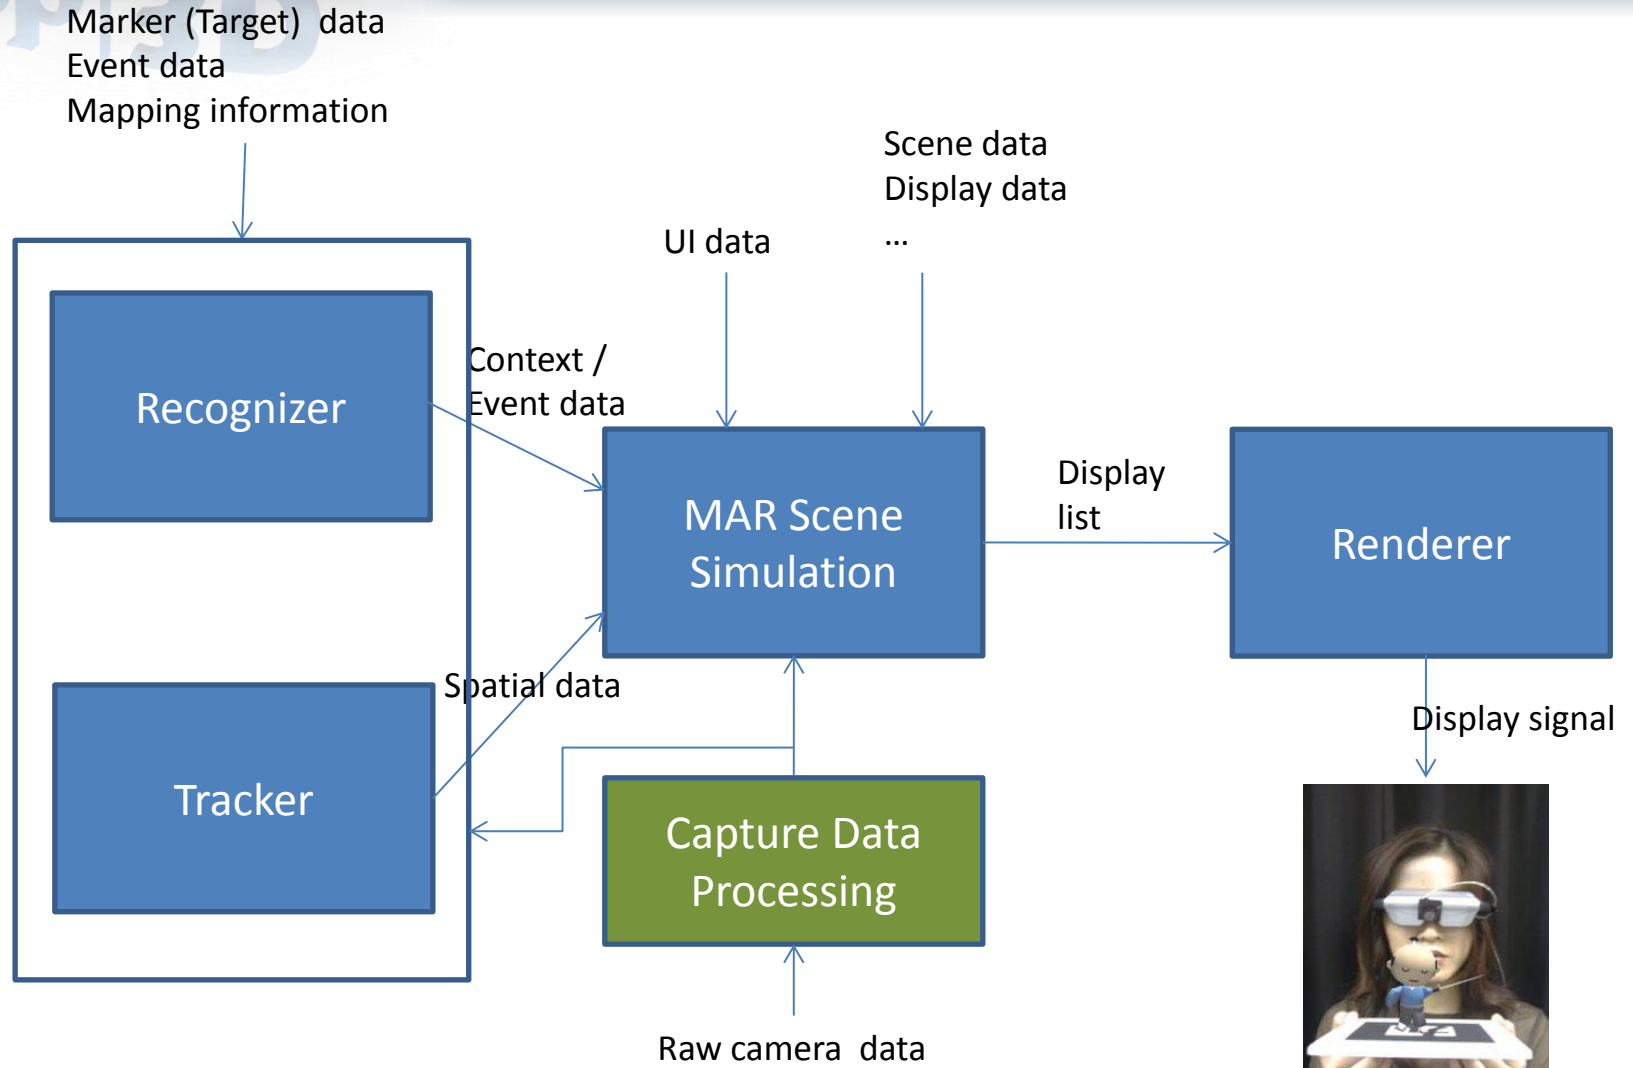 3D
Marker (Target)  data
Event data
Mapping information
Scene data
Display data
...
UI data
Recognizer
Context /
Event data
MAR Scene
Simulation
Display
list
Renderer
Spatial data
Display signal
Tracker
Capture Data
Processing
Raw camera  data